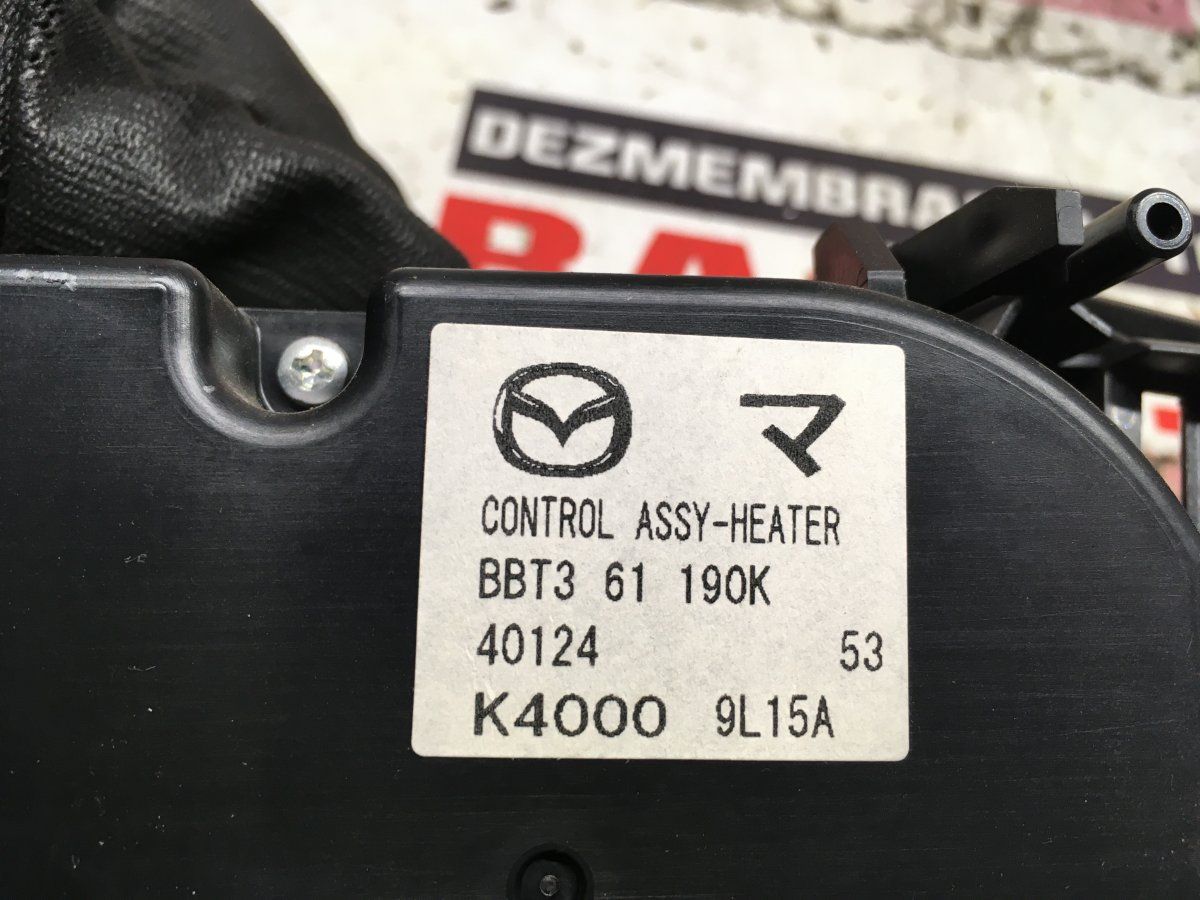 DEZMEMBRA
マ
CONTROL ASSY-HEATER
BBT3 61 190K
40124 53
K4000 9L15A